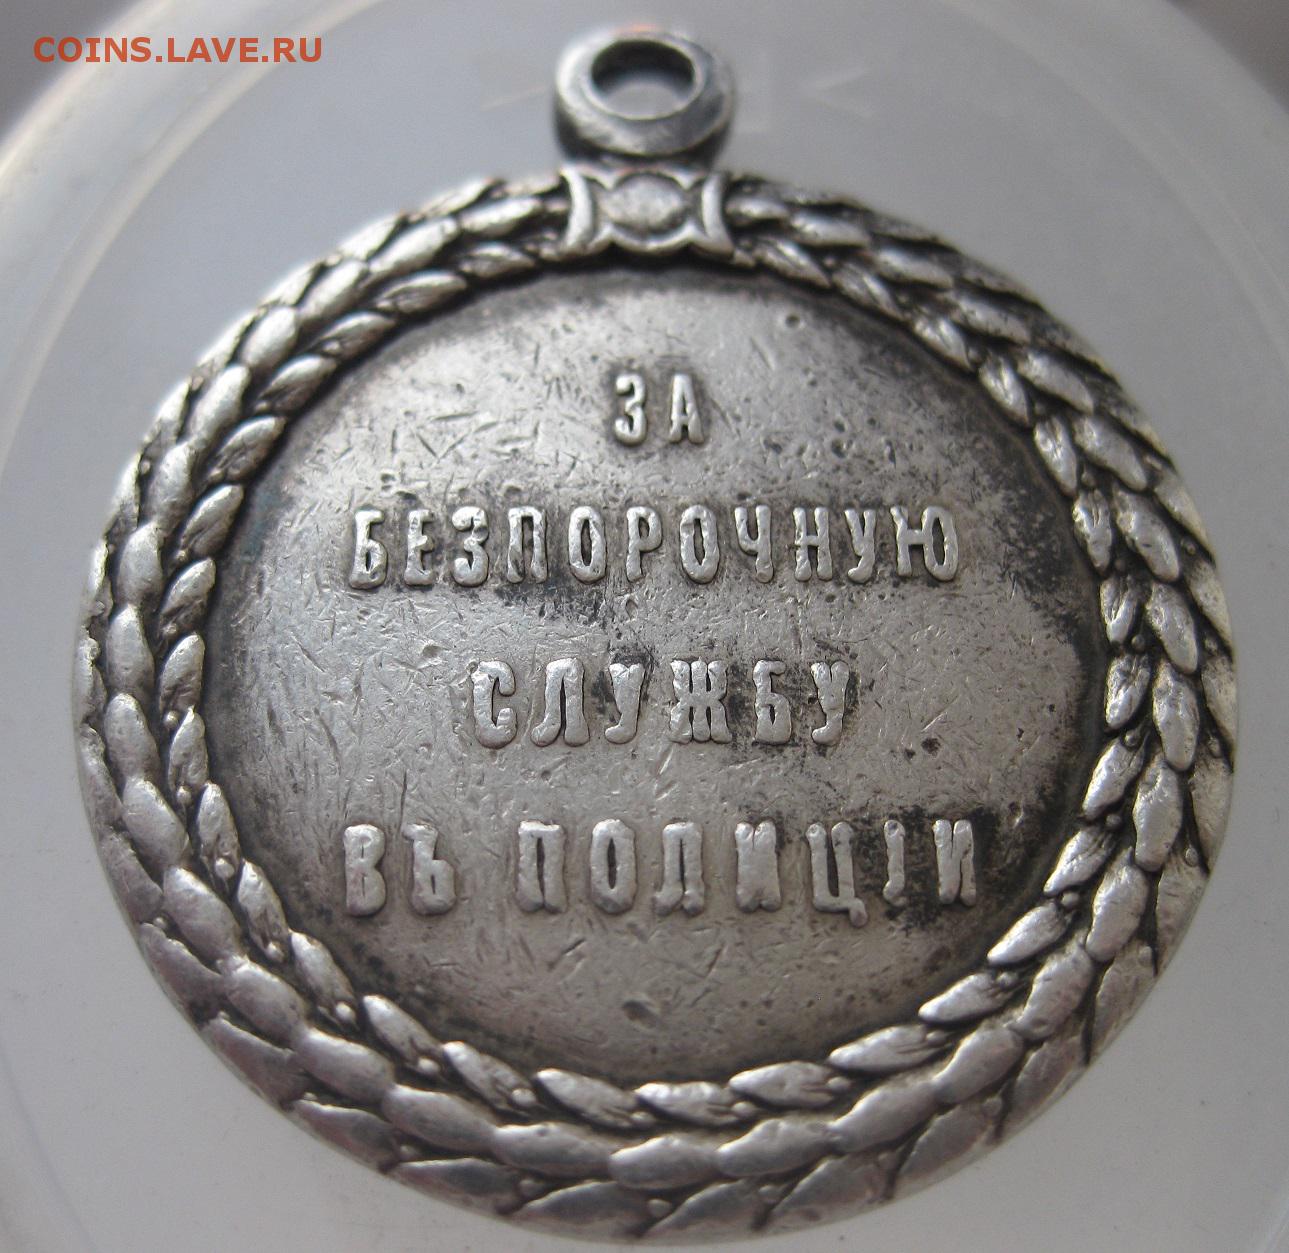 COINS.LAVE.RU
ЗА
БЕЗПОРОЧНУЮ
СЛУЖБУ
ВЪ ПОЛИЦІИ